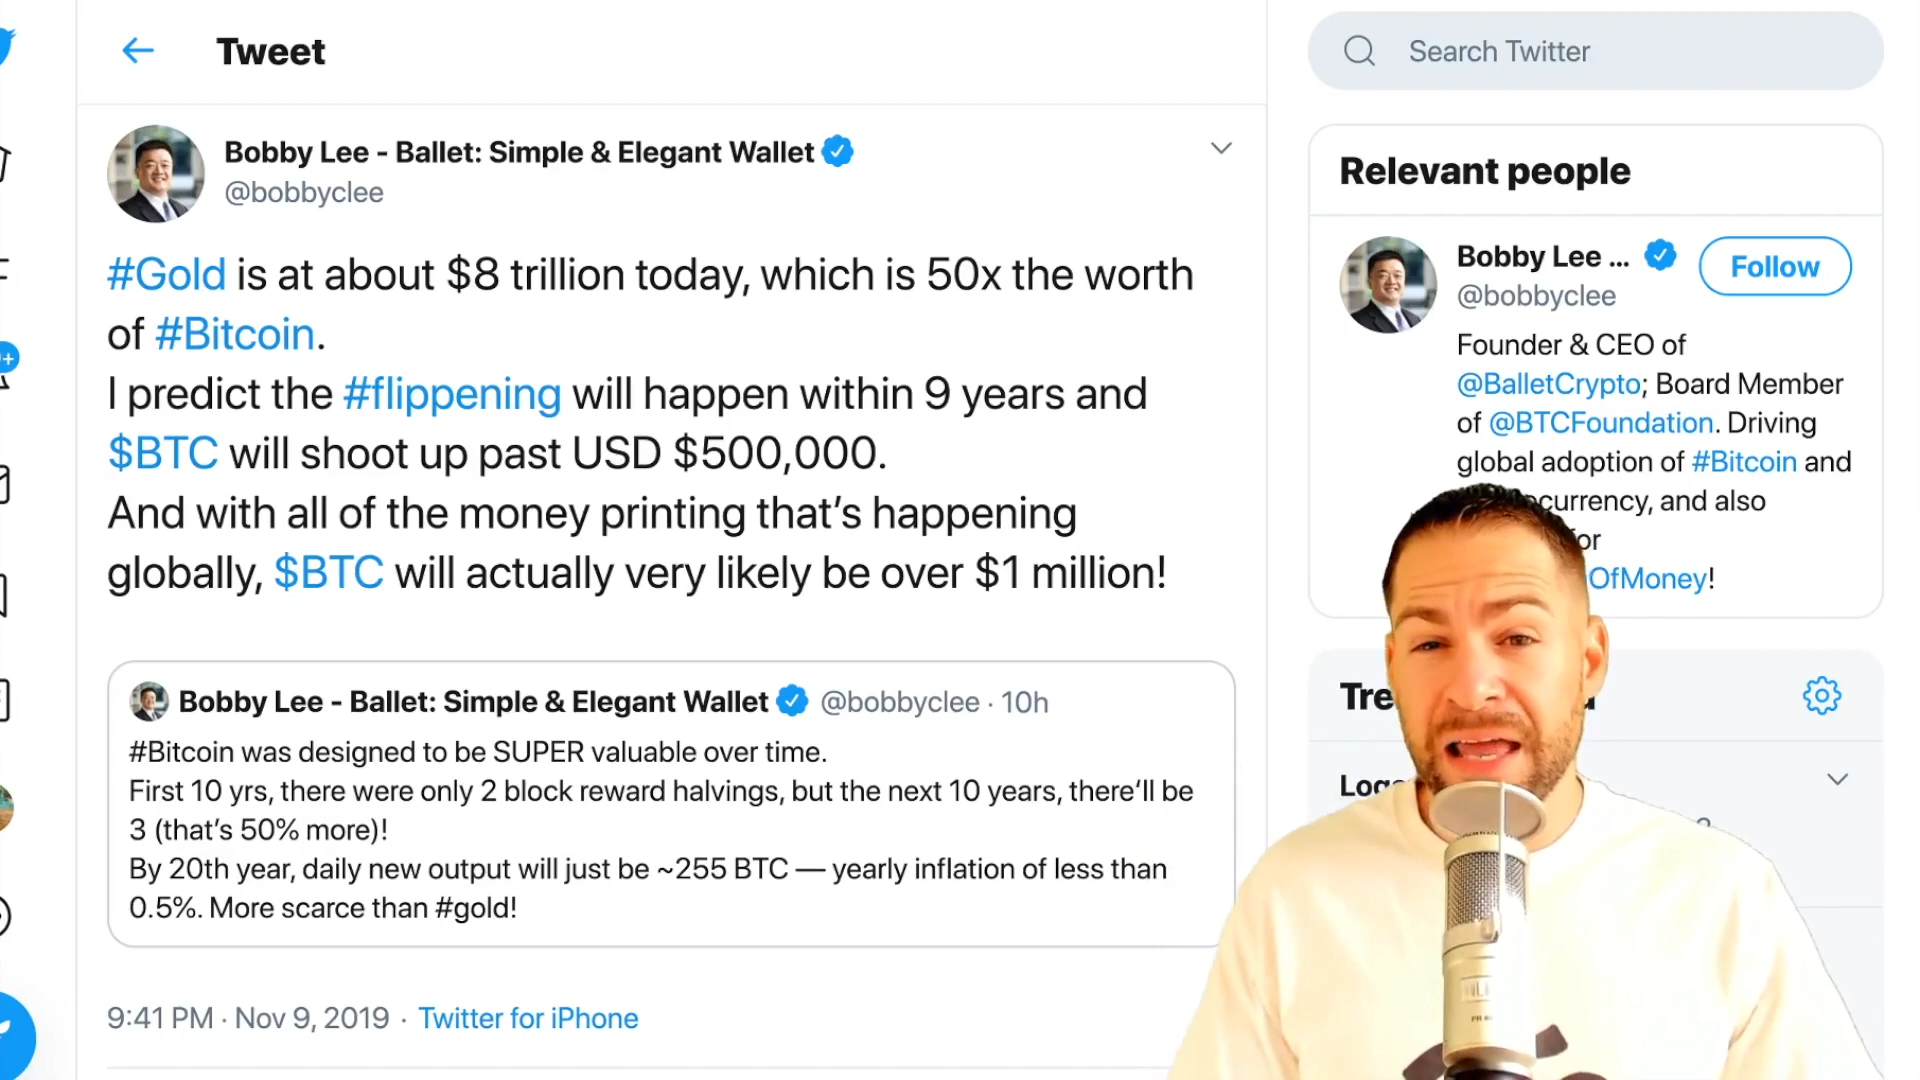 Tweet
Search Twitter
Bobby Lee - Ballet: Simple & Elegant Wallet
@bobbyclee
#Gold is at about $8 trillion today, which is 50x the worth
of #Bitcoin.
I predict the #flippening will happen within 9 years and
$BTC will shoot up past USD $500,000.
And with all of the money printing that's happening
globally, $BTC will actually very likely be over $1 million!
Bobby Lee - Ballet: Simple & Elegant Wallet @bobbyclee · 10h
#Bitcoin was designed to be SUPER valuable over time.
First 10 yrs, there were only 2 block reward halvings, but the next 10 years, there'll be
3 (that's 50% more)!
By 20th year, daily new output will just be ~255 BTC — yearly inflation of less than
0.5%. More scarce than #gold!
9:41 PM · Nov 9, 2019 · Twitter for iPhone
Relevant people
Bobby Lee ...
Follow
@bobbyclee
Founder & CEO of
@BalletCrypto; Board Member
of @BTCFoundation. Driving
global adoption of #Bitcoin and
currency, and also
OfMoney!